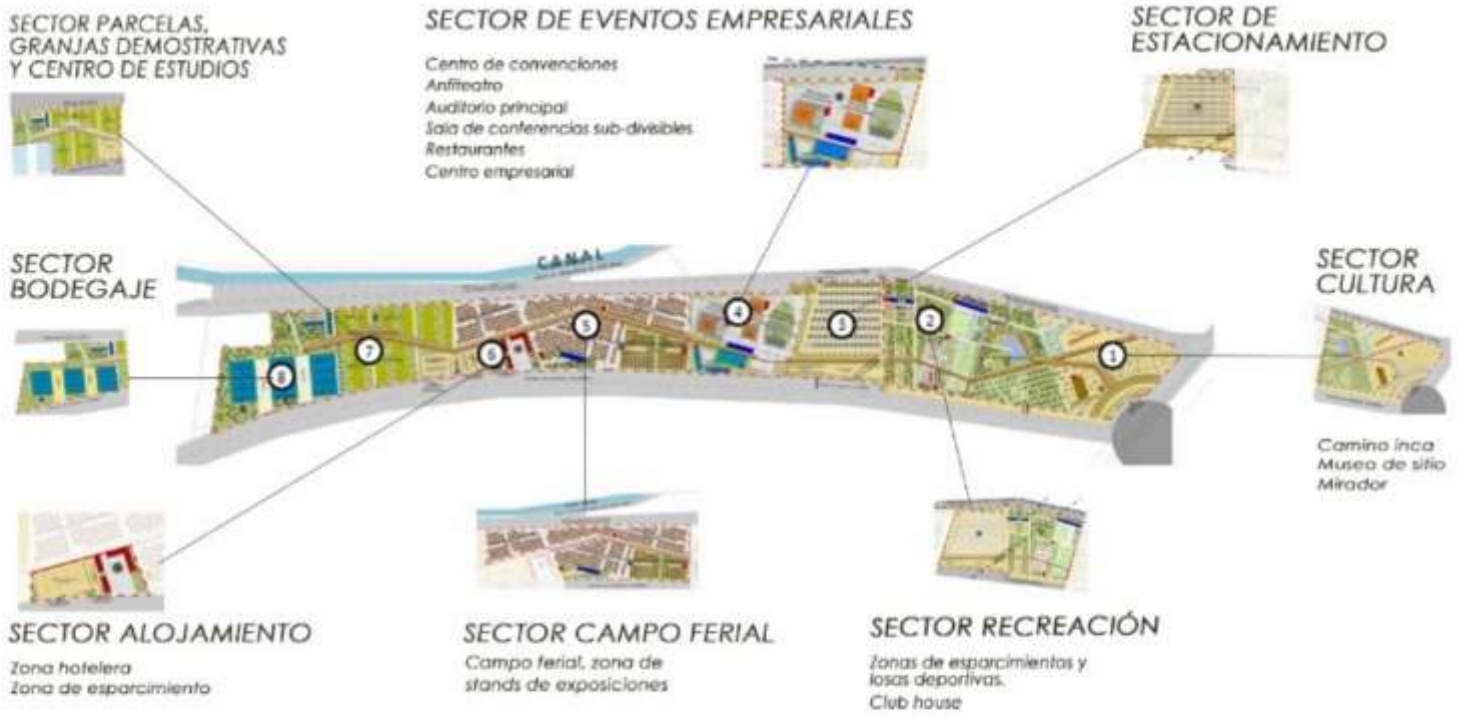 SECTOR PARCELAS,
GRANJAS DEMOSTRATIVAS
Y CENTRO DE ESTUDIOS
SECTOR DE EVENTOS EMPRESARIALES
Centro de convenciones
Anfiteatro
Auditorio principal
Sala de conferencias sub-divisibles
Restaurantes
Centro empresarial
SECTOR DE
ESTACIONAMIENTO
SECTOR
BODEGAJE
CANAL
SECTOR
CULTURA
Camino inca
Museo de sitio
Mirador
8
7
6
5
4
3
2
1
SECTOR ALOJAMIENTO
Zona hotelera
Zona de esparcimiento
SECTOR CAMPO FERIAL
Campo ferial, zona de
stands de exposiciones
SECTOR RECREACIÓN
Zonas de esparcimientos y
losas deportivas.
Club house